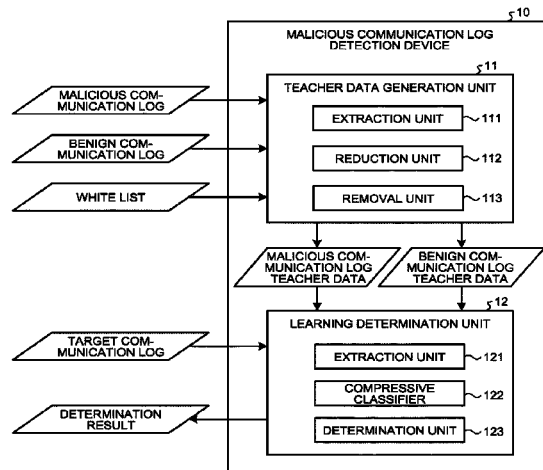 10
MALICIOUS COMMUNICATION LOG
DETECTION DEVICE
11
MALICIOUS COM-
MUNICATION LOG
TEACHER DATA GENERATION UNIT
EXTRACTION UNIT
111
BENIGN COM-
MUNICATION LOG
REDUCTION UNIT
112
WHITE LIST
REMOVAL UNIT
113
MALICIOUS COM-
MUNICATION LOG
TEACHER DATA
BENIGN COM-
MUNICATION LOG
TEACHER DATA
12
LEARNING DETERMINATION UNIT
TARGET COM-
MUNICATION LOG
EXTRACTION UNIT
121
COMPRESSIVE
CLASSIFIER
122
DETERMINATION
RESULT
DETERMINATION UNIT
123